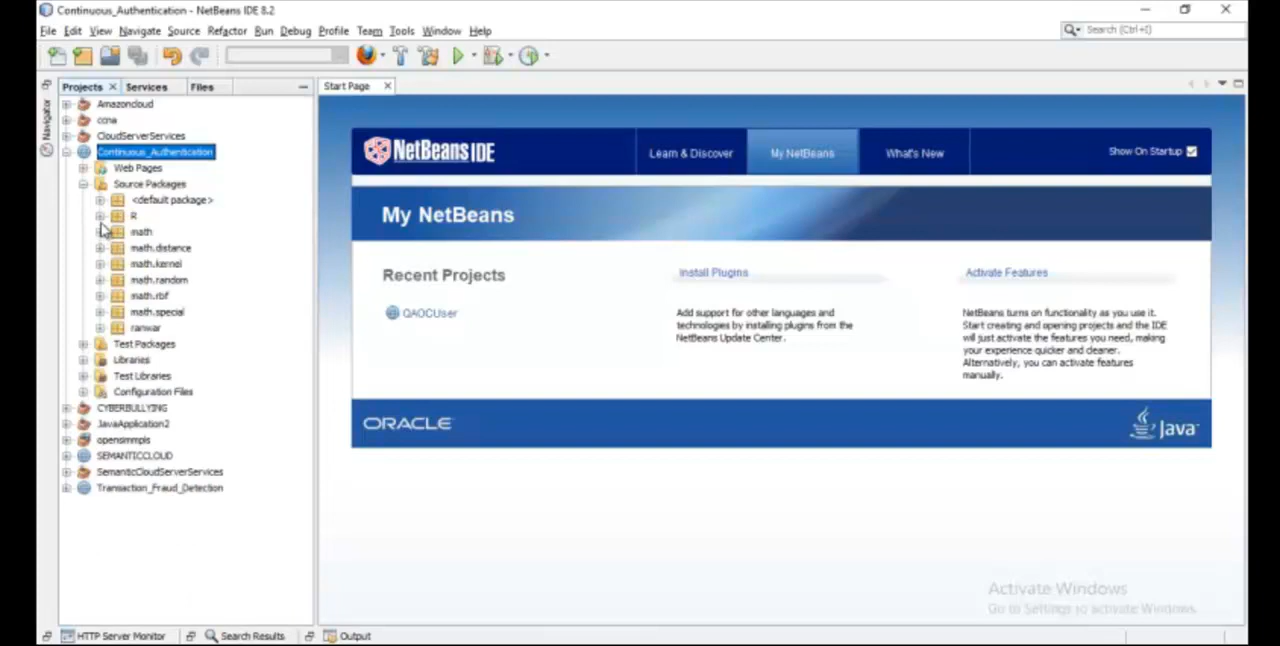 Continuous_Authentication - NetBeans IDE 8.2
File Edit View Navigate Source Refactor Run Debug Profile Team Tools Window Help
Search (Ctrl+I)
Projects Services Files
Start Page
Navigator
Amazoncloud
ccna
CloudServerServices
Continuous_Authentication
Web Pages
Source Packages
<default package>
R
math
math.distance
math.kernel
math.random
math.rbf
math.special
ranwar
Test Packages
Libraries
Test Libraries
Configuration Files
CYBERBULLYING
JavaApplication2
opensimmpls
SEMANTICCLOUD
SemanticCloudServerServices
Transaction_Fraud_Detection
NetBeans IDE
Learn & Discover
My NetBeans
What's New
Show On Startup
My NetBeans
Recent Projects
QAOCUser
Install Plugins
Add support for other languages and
technologies by installing plugins from the
NetBeans Update Center.
Activate Features
NetBeans turns on functionality as you use it.
Start creating and opening projects and the IDE
will just activate the features you need, making
your experience quicker and cleaner.
Alternatively, you can activate features
manually.
ORACLE
Java
Activate Windows
Go to Settings to activate Windows.
HTTP Server Monitor Search Results Output